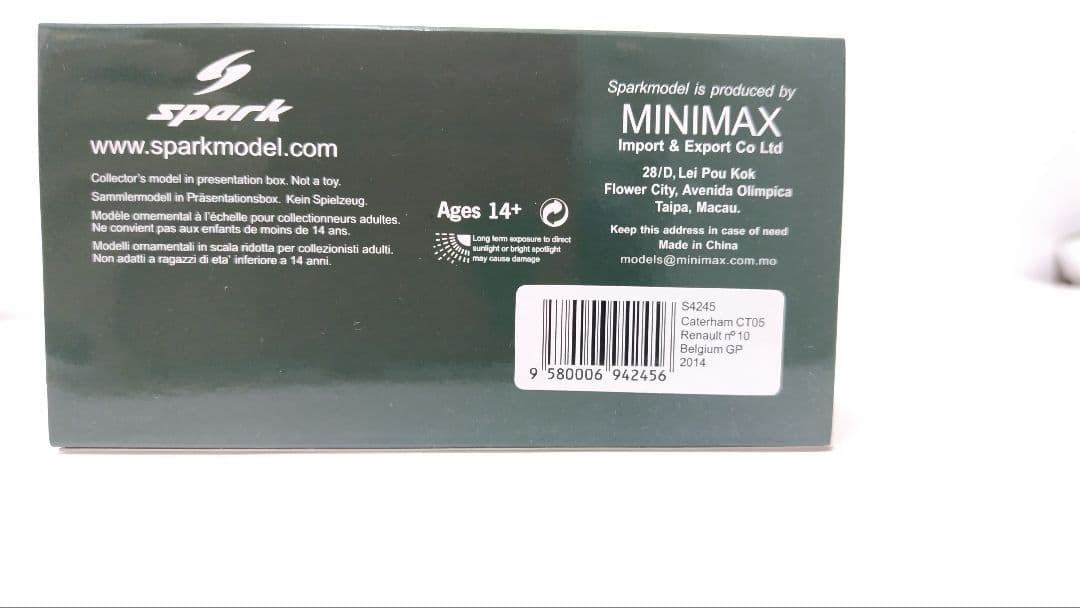 spark
www.sparkmodel.com
Collector's model in presentation box. Not a toy.
Sammlermodell in Präsentationsbox. Kein Spielzeug.
Modèle ornemental à l'échelle pour collectionneurs adultes.
Ne convient pas aux enfants de moins de 14 ans.
Modelli ornamentali in scala ridotta per collezionisti adulti.
Non adatti a ragazzi di eta' inferiore a 14 anni.
Ages 14+
Long term exposure to direct
sunlight or bright spotlight
may cause damage
Sparkmodel is produced by
MINIMAX
Import & Export Co Ltd
28/D, Lei Pou Kok
Flower City, Avenida Olímpica
Taipa, Macau.
Keep this address in case of need
Made in China
models@minimax.com.mo
S4245
Caterham CT05
Renault nº10
Belgium GP
2014
9 580006 942456